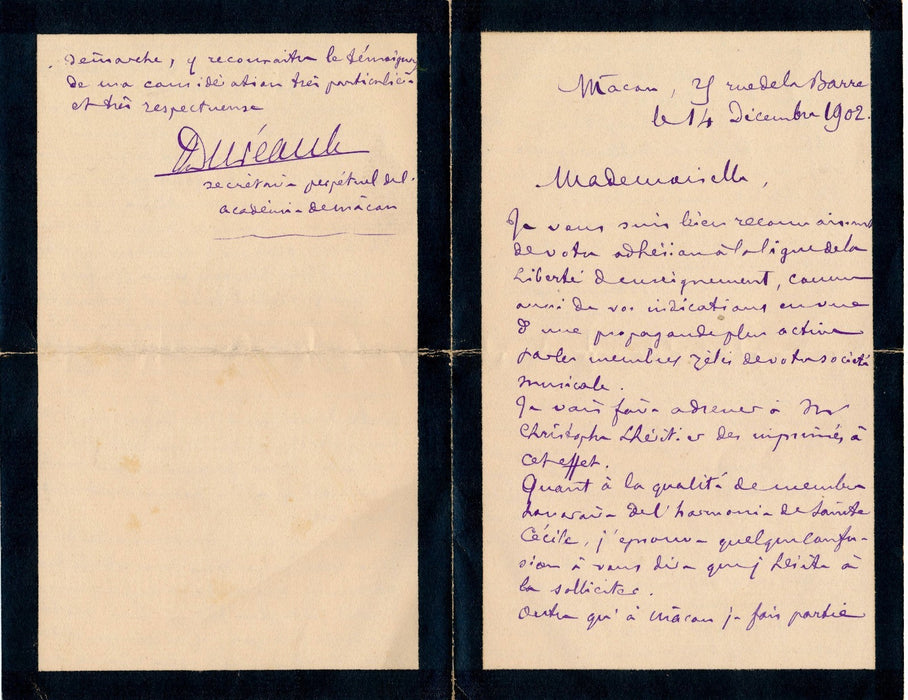 Mâcon, 25 rue de la Barre
le 14 Décembre 1902.
Mademoiselle,
Je vous suis bien reconnaissant
de votre adhésion à la ligue de la
Liberté d'enseignement, comme
aussi de vos indications en vue
d'une propagande plus active
par les membres zélés de votre société
musicale.
Je vais faire adresser à Mr
Christophe Lhéritier des imprimés à
cet effet.
Quant à la qualité de membre
honoraire de l'harmonie de Sainte
Cécile, j'éprouve quelque confu-
sion à vous dire que j'hésite à
la solliciter.
Outre qu'à Mâcon je fais partie
démarche, y reconnaître le témoignage
de ma considération très particulière
et très respectueuse
Duréault
secrétaire perpétuel de l'
académie de mâcon